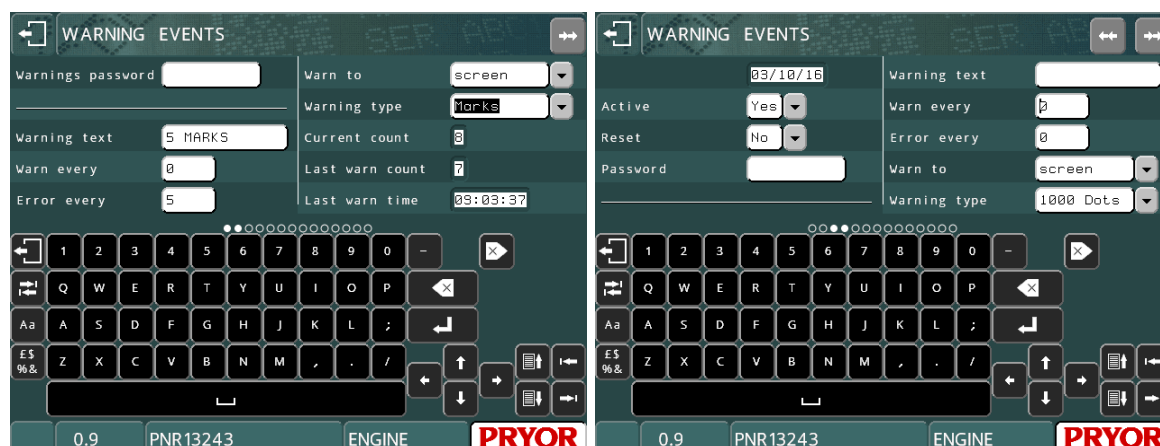 WARNING EVENTS
Warnings password
Warn to screen
Warning type Marks
Warning text 5 MARKS
Current count 8
Warn every 0
Last warn count 7
Error every 5
Last warn time 09:03:37
1 2 3 4 5 6 7 8 9 0 -
Q W E R T Y U I O P
Aa A S D F G H J K L ;
£$%& Z X C V B N M , . /
0.9 PNR13243 ENGINE PRYOR
WARNING EVENTS
03/10/16
Warning text
Active Yes
Warn every 0
Reset No
Error every 0
Password
Warn to screen
Warning type 1000 Dots
1 2 3 4 5 6 7 8 9 0 -
Q W E R T Y U I O P
Aa A S D F G H J K L ;
£$%& Z X C V B N M , . /
0.9 PNR13243 ENGINE PRYOR